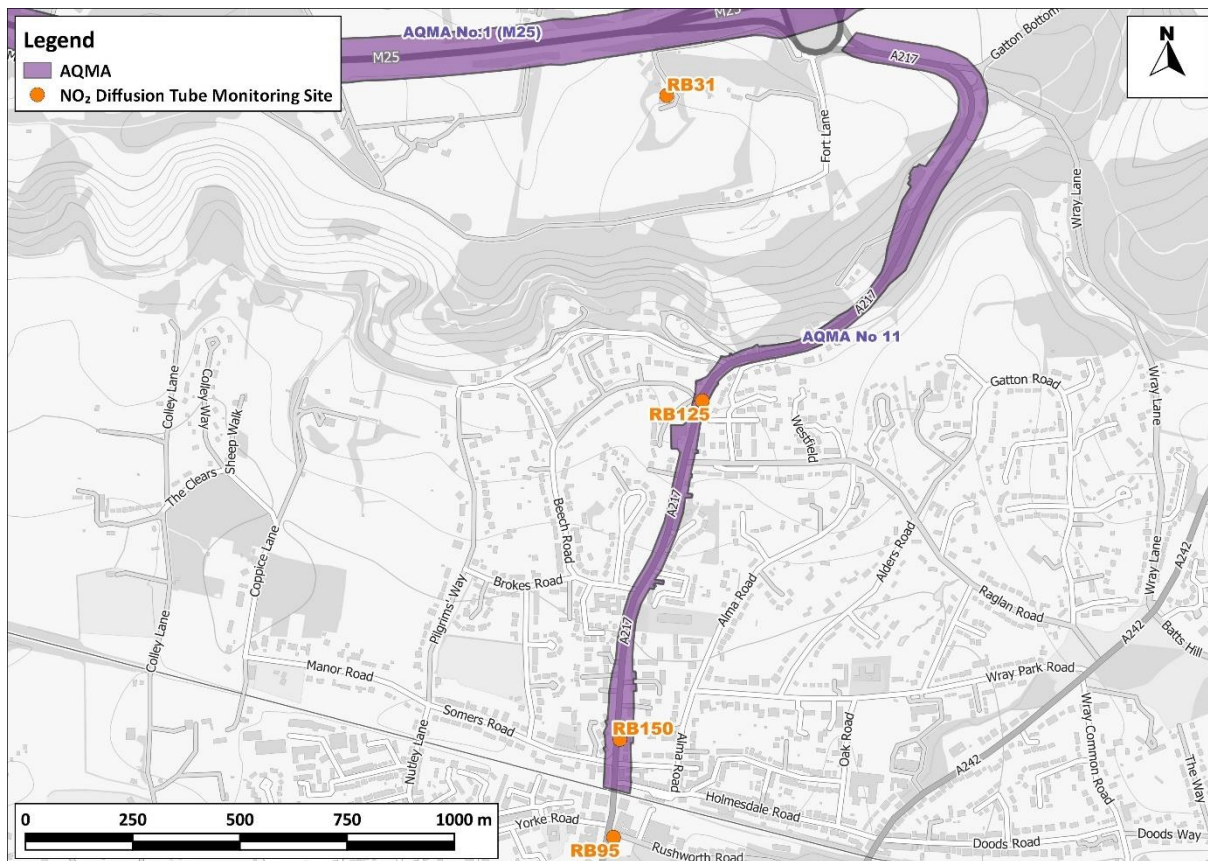 Legend
AQMA
NO₂ Diffusion Tube Monitoring Site
AQMA No:1 (M25)
M25
M25
M25
N
A217
Gatton Bottom
RB31
Fort Lane
Wray Lane
A217
AQMA No 11
Colley Lane
Colley Way
Sheep Walk
The Clears
RB125
Westfield
Gatton Road
Wray Lane
A217
Beech Road
Coppice Lane
Pilgrims' Way
Brokes Road
Alma Road
Alders Road
Raglan Road
Wray Lane
A242
A242
Batts Hill
Colley Lane
A217
Manor Road
Somers Road
Nutley Lane
RB150
Alma Road
Oak Road
Wray Park Road
Wray Common Road
The Way
A242
Holmesdale Road
Yorke Road
RB95
Rushworth Road
Doods Road
Doods Way
0 250 500 750 1000 m